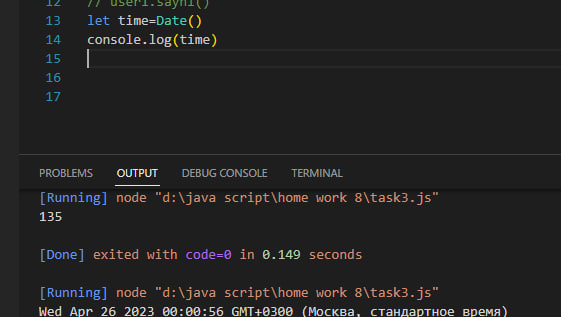 12 // user1.sayhi()
13 let time=Date()
14 console.log(time)
15
16
17
PROBLEMS OUTPUT DEBUG CONSOLE TERMINAL
[Running] node "d:\java script\home work 8\task3.js"
135
[Done] exited with code=0 in 0.149 seconds
[Running] node "d:\java script\home work 8\task3.js"
Wed Apr 26 2023 00:00:56 GMT+0300 (Москва, стандартное время)